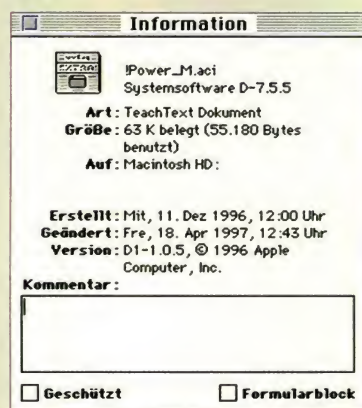 Information
!Power_M.aci
Systemsoftware D-7.5.5
Art: TeachText Dokument
Größe: 63 K belegt (55.180 Bytes
benutzt)
Auf: Macintosh HD:
Erstellt: Mit, 11. Dez 1996, 12:00 Uhr
Geändert: Fre, 18. Apr 1997, 12:43 Uhr
Version: D1-1.0.5, © 1996 Apple
Computer, Inc.
Kommentar:
Geschützt
Formularblock